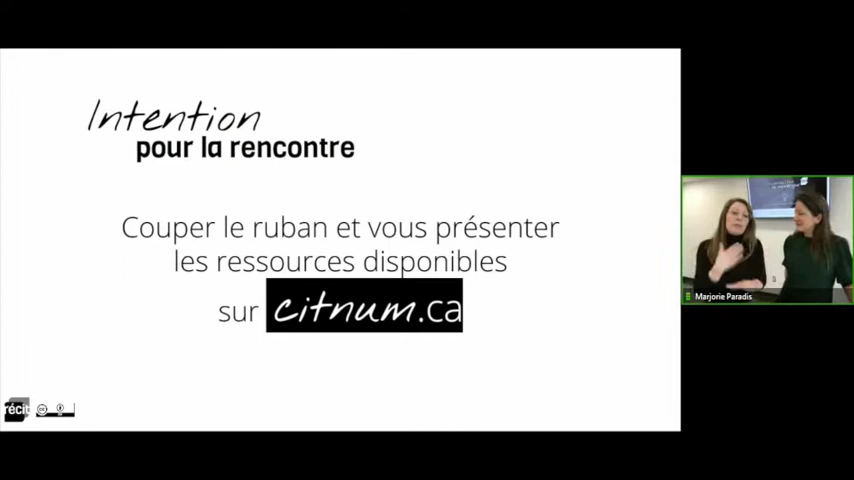 Intention
pour la rencontre
Couper le ruban et vous présenter
les ressources disponibles
sur citnum.ca
récit
Marjorie Paradis